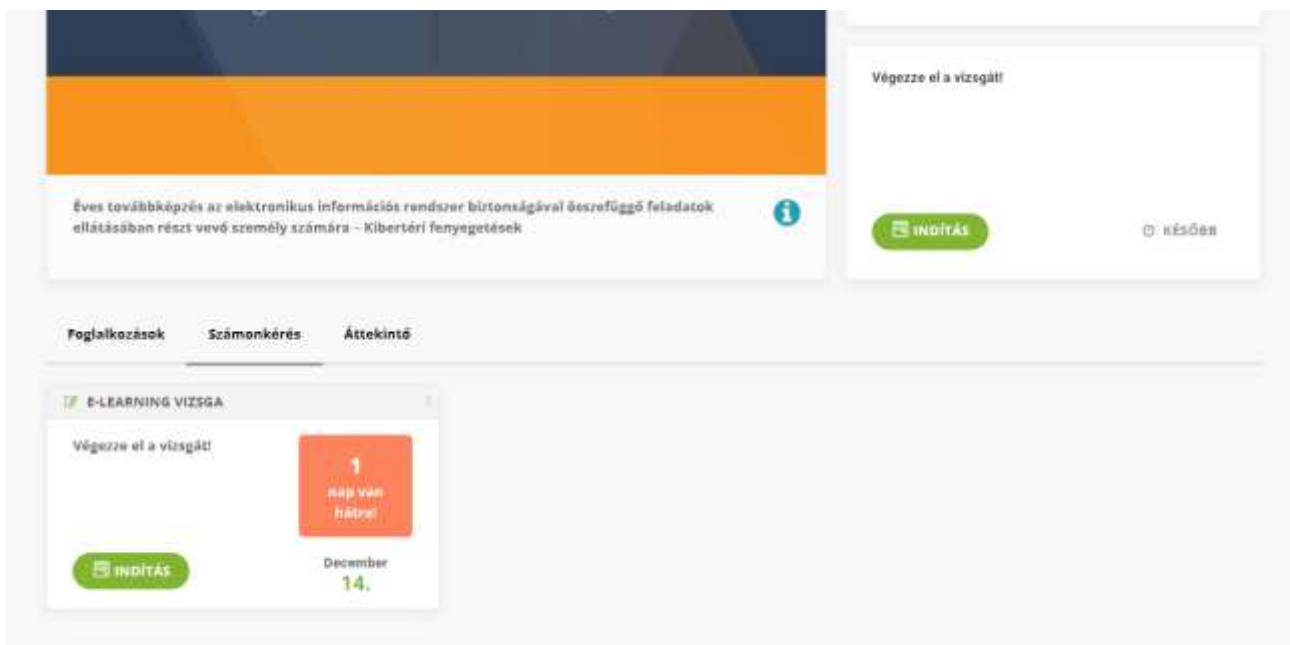 Végezze el a vizsgát!
Éves továbbképzés az elektronikus információs rendszer biztonságával összefüggő feladatok
ellátásában részt vevő személy számára – Kibertéri fenyegetések
INDÍTÁS
KÉSŐBB
Foglalkozások Számonkérés Áttekintő
E-LEARNING VIZSGA
Végezze el a vizsgát!
1
nap van
hátra!
INDÍTÁS
December
14.